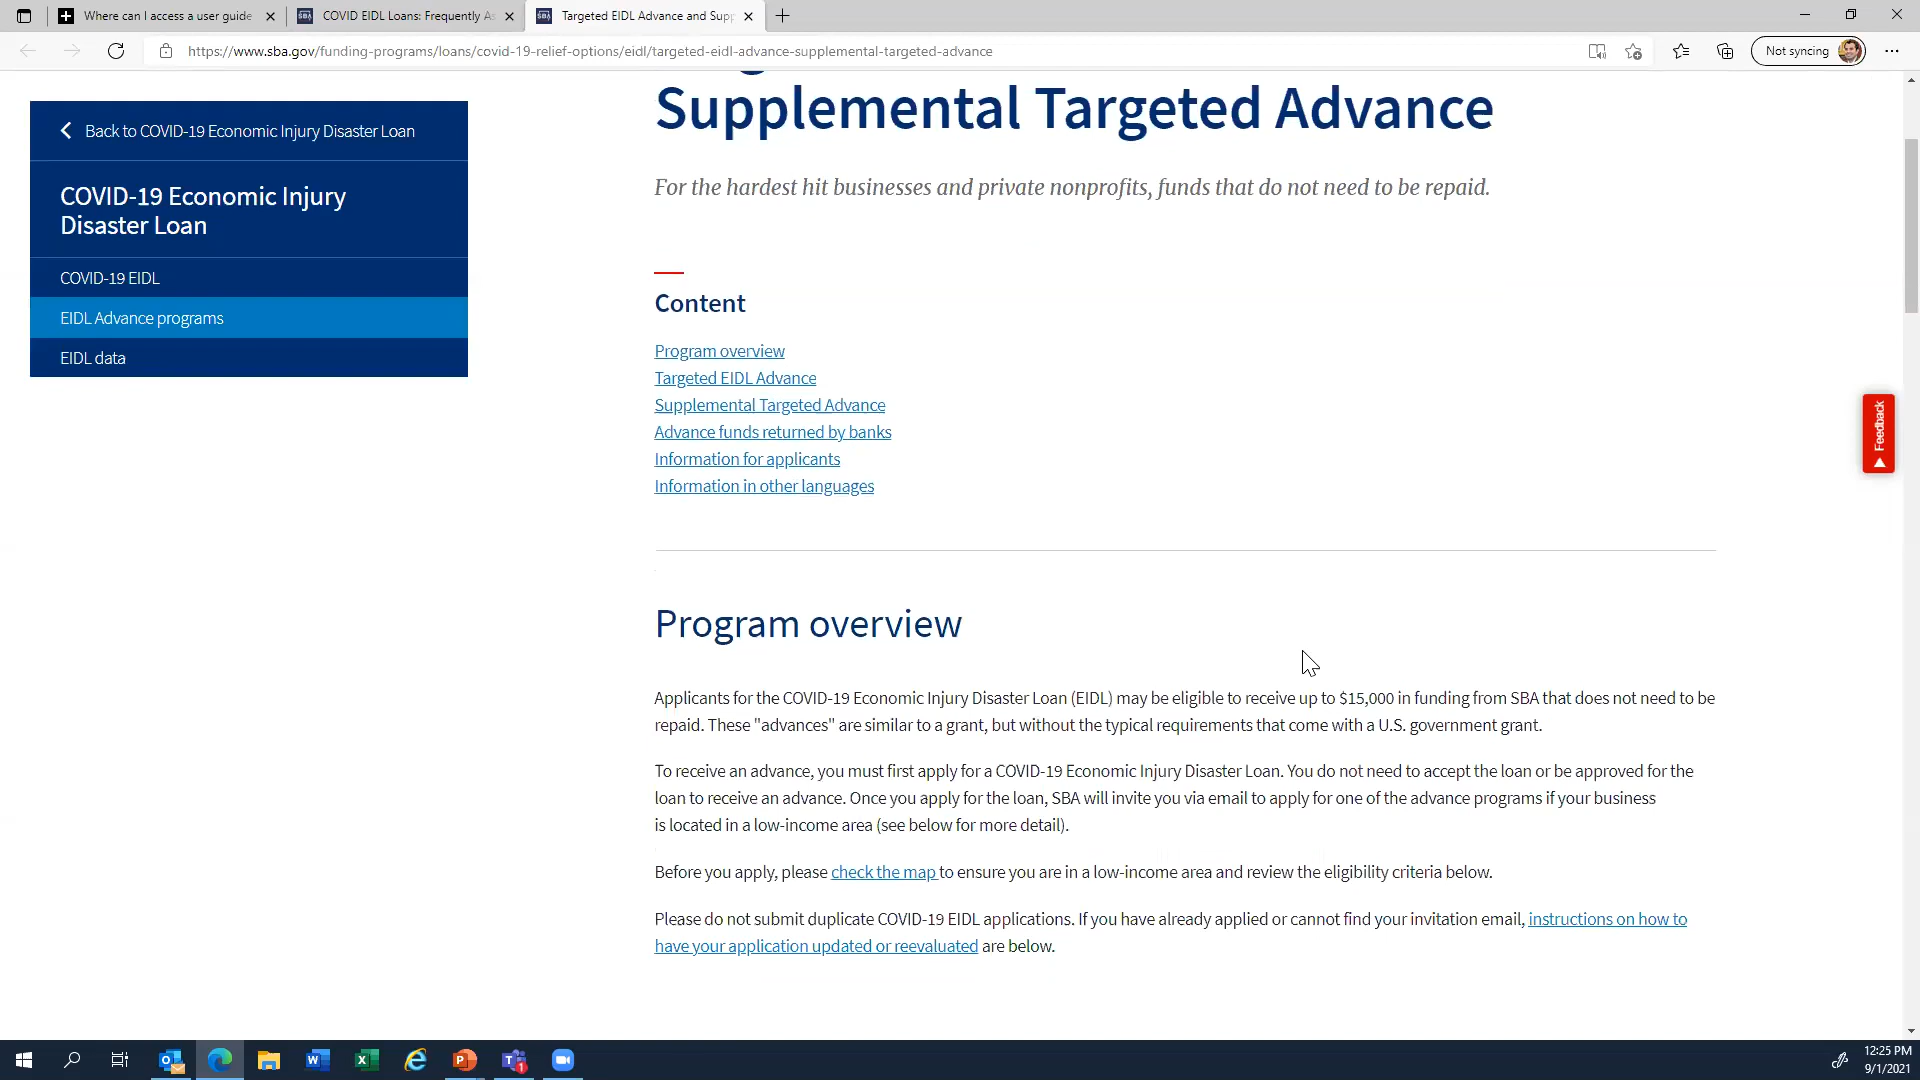 Where can I access a user guide
COVID EIDL Loans: Frequently As
Targeted EIDL Advance and Supp
https://www.sba.gov/funding-programs/loans/covid-19-relief-options/eidl/targeted-eidl-advance-supplemental-targeted-advance
Not syncing
Back to COVID-19 Economic Injury Disaster Loan
COVID-19 Economic Injury
Disaster Loan
COVID-19 EIDL
EIDL Advance programs
EIDL data
Supplemental Targeted Advance
For the hardest hit businesses and private nonprofits, funds that do not need to be repaid.
Content
Program overview
Targeted EIDL Advance
Supplemental Targeted Advance
Advance funds returned by banks
Information for applicants
Information in other languages
Feedback
Program overview
Applicants for the COVID-19 Economic Injury Disaster Loan (EIDL) may be eligible to receive up to $15,000 in funding from SBA that does not need to be
repaid. These "advances" are similar to a grant, but without the typical requirements that come with a U.S. government grant.
To receive an advance, you must first apply for a COVID-19 Economic Injury Disaster Loan. You do not need to accept the loan or be approved for the
loan to receive an advance. Once you apply for the loan, SBA will invite you via email to apply for one of the advance programs if your business
is located in a low-income area (see below for more detail).
Before you apply, please check the map to ensure you are in a low-income area and review the eligibility criteria below.
Please do not submit duplicate COVID-19 EIDL applications. If you have already applied or cannot find your invitation email, instructions on how to
have your application updated or reevaluated are below.
12:25 PM
9/1/2021